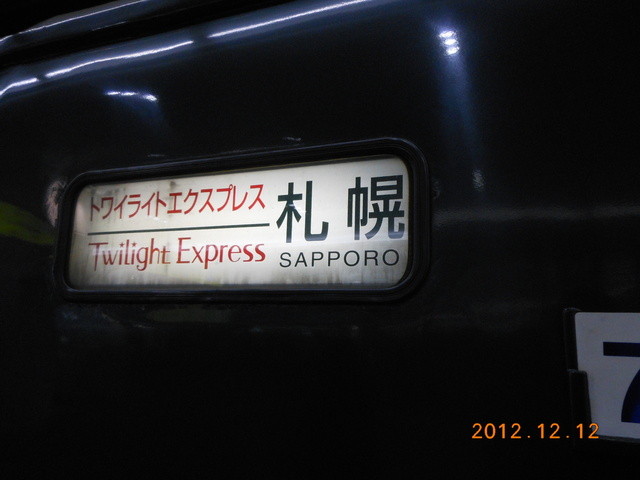 トワイライトエクスプレス
Twilight Express
札幌
SAPPORO
7
2012.12.12